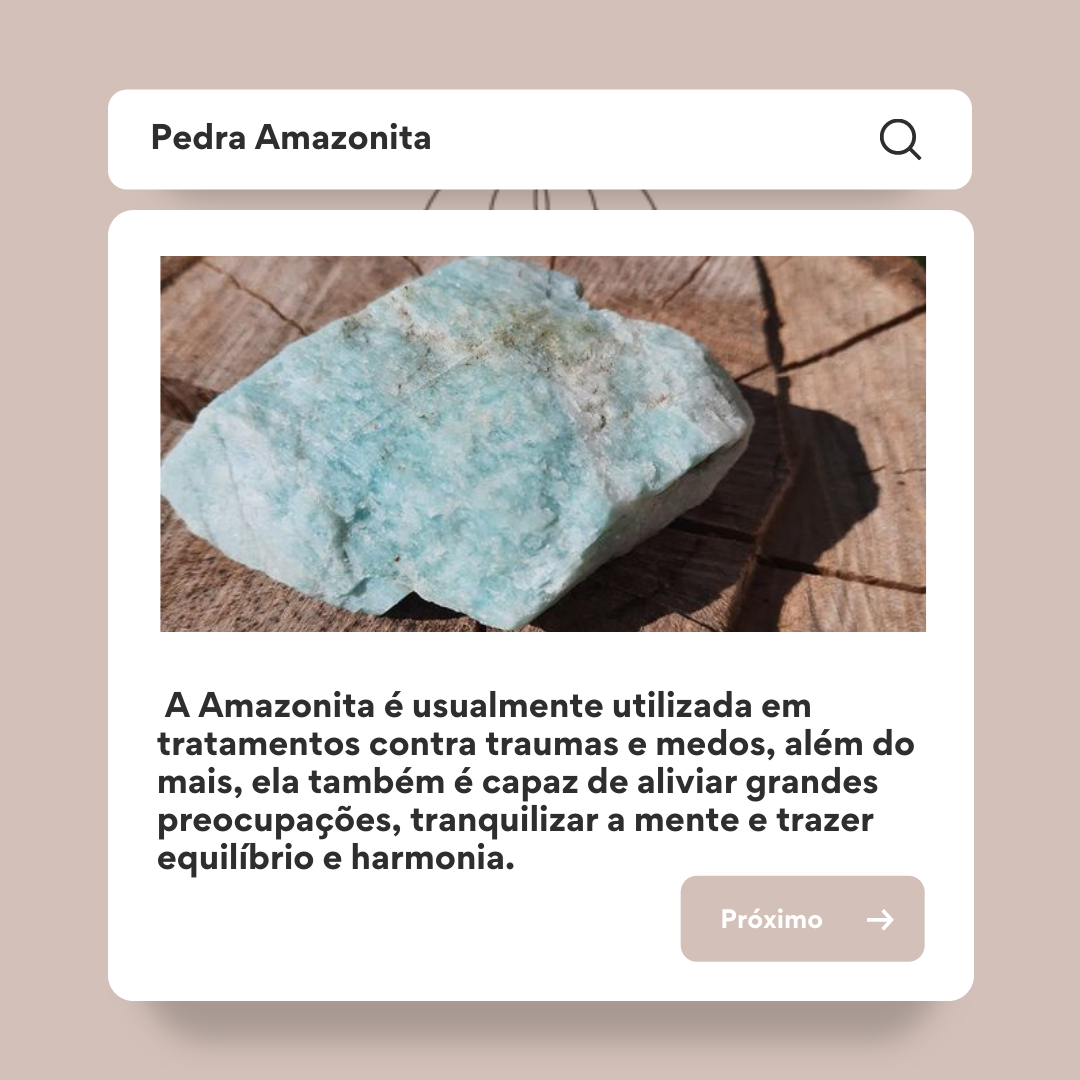 Pedra Amazonita
A Amazonita é usualmente utilizada em
tratamentos contra traumas e medos, além do
mais, ela também é capaz de aliviar grandes
preocupações, tranquilizar a mente e trazer
equilíbrio e harmonia.
Próximo